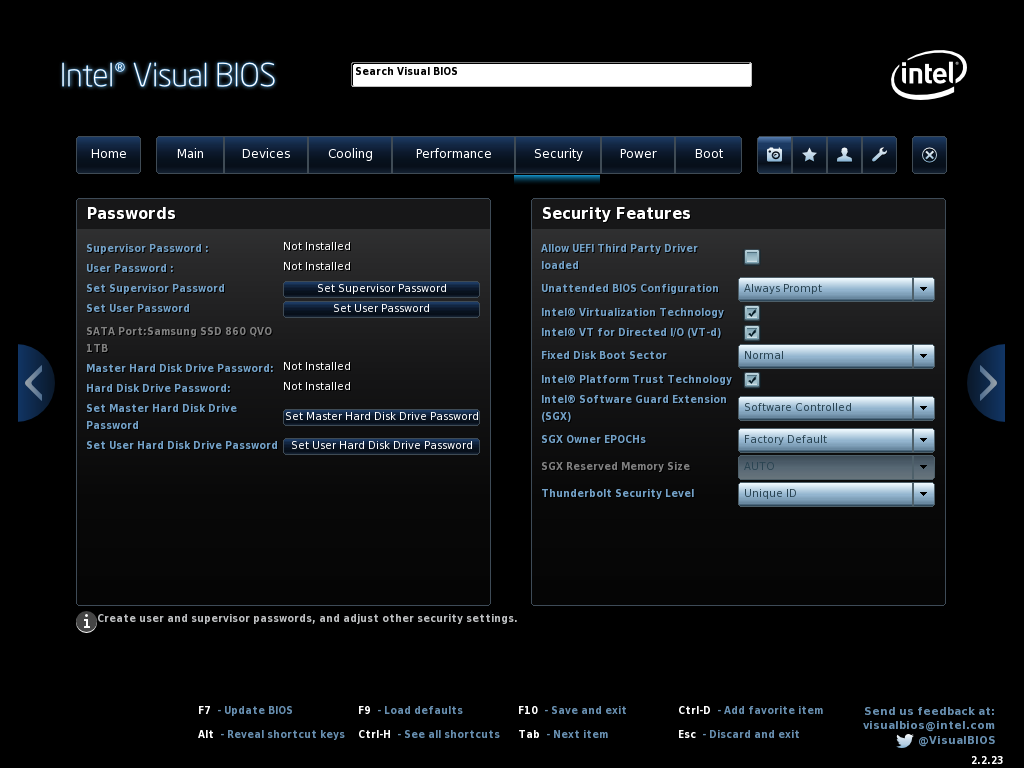 Intel® Visual BIOS
Search Visual BIOS
intel®
Home Main Devices Cooling Performance Security Power Boot
Passwords
Supervisor Password : Not Installed
User Password : Not Installed
Set Supervisor Password Set Supervisor Password
Set User Password Set User Password
SATA Port:Samsung SSD 860 QVO
1TB
Master Hard Disk Drive Password: Not Installed
Hard Disk Drive Password: Not Installed
Set Master Hard Disk Drive
Password Set Master Hard Disk Drive Password
Set User Hard Disk Drive Password Set User Hard Disk Drive Password
Security Features
Allow UEFI Third Party Driver
loaded
Unattended BIOS Configuration Always Prompt
Intel® Virtualization Technology
Intel® VT for Directed I/O (VT-d)
Fixed Disk Boot Sector Normal
Intel® Platform Trust Technology
Intel® Software Guard Extension
(SGX) Software Controlled
SGX Owner EPOCHs Factory Default
SGX Reserved Memory Size AUTO
Thunderbolt Security Level Unique ID
Create user and supervisor passwords, and adjust other security settings.
F7 - Update BIOS F9 - Load defaults F10 - Save and exit Ctrl-D - Add favorite item
Alt - Reveal shortcut keys Ctrl-H - See all shortcuts Tab - Next item Esc - Discard and exit
Send us feedback at:
visualbios@intel.com
@VisualBIOS
2.2.23